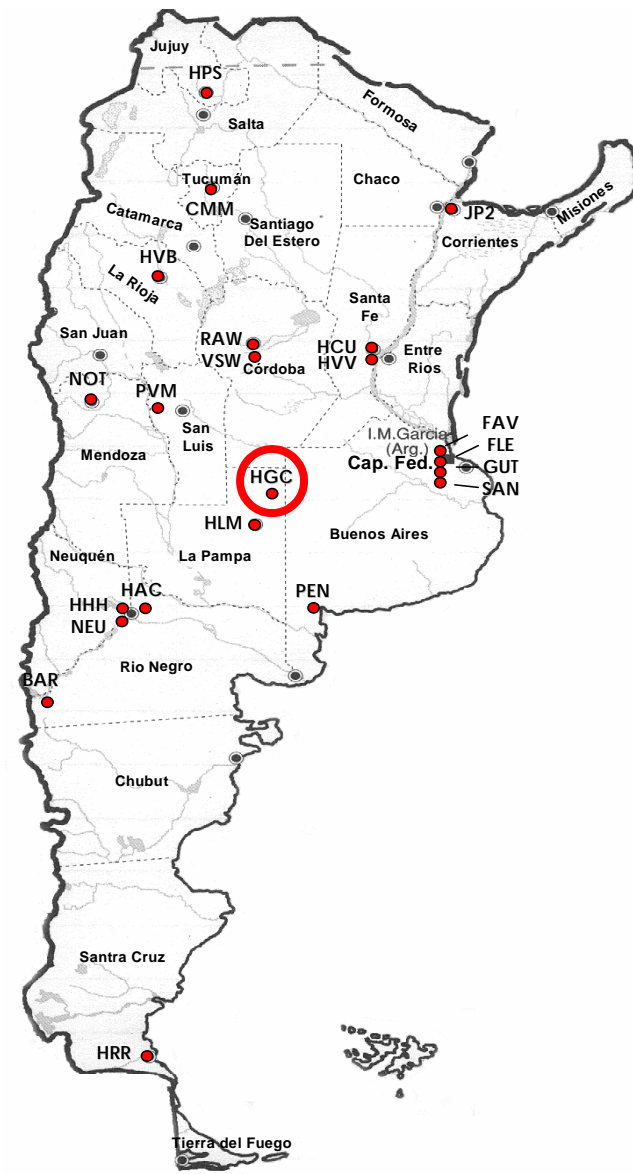 Jujuy
HPS
Formosa
Salta
Tucumán
CMM
Chaco
Misiones
JP2
Catamarca
Santiago
Del Estero
Corrientes
HVB
La Rioja
Santa
Fe
San Juan
RAW
VSW
Córdoba
HCU
HVV
Entre
Rios
NOT
PVM
San
Luis
Mendoza
I.M.Garcia
(Arg.)
Cap. Fed.
FAV
FLE
GUT
SAN
HGC
HLM
Buenos Aires
Neuquén
La Pampa
HAC
HHH
NEU
PEN
Rio Negro
BAR
Chubut
Santra Cruz
HRR
Tierra del Fuego